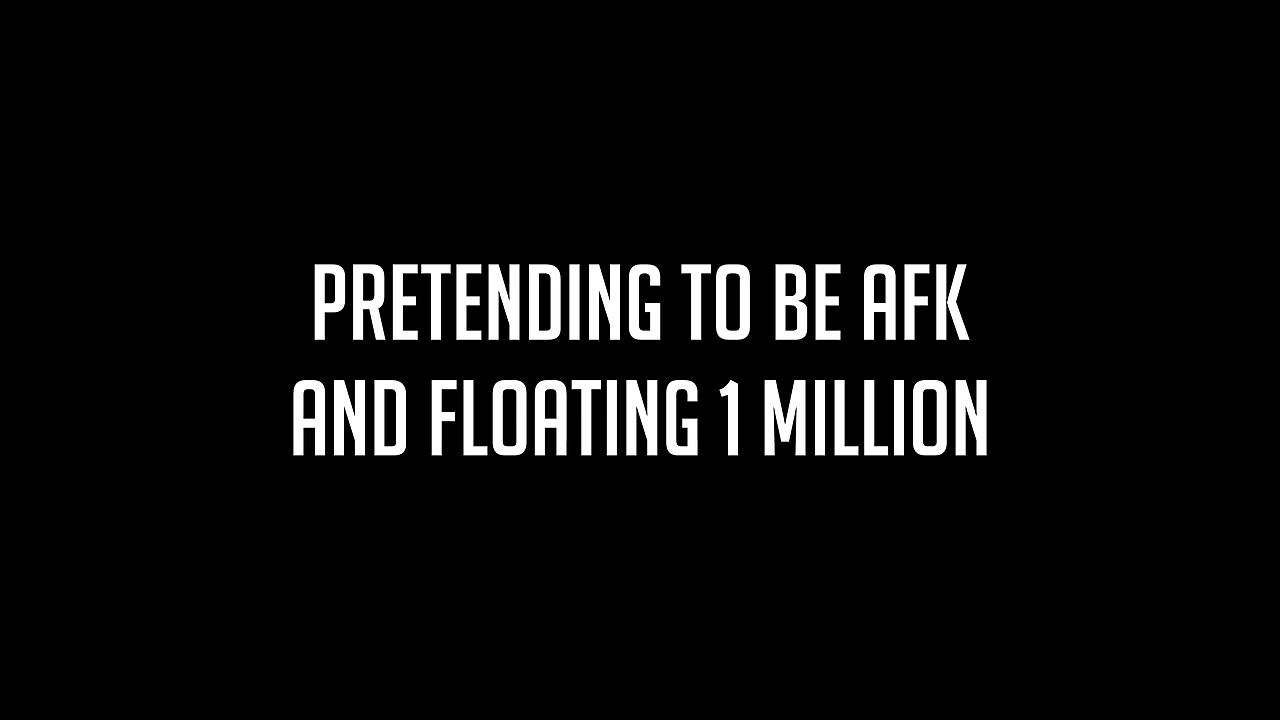 PRETENDING TO BE AFK
AND FLOATING 1 MILLION